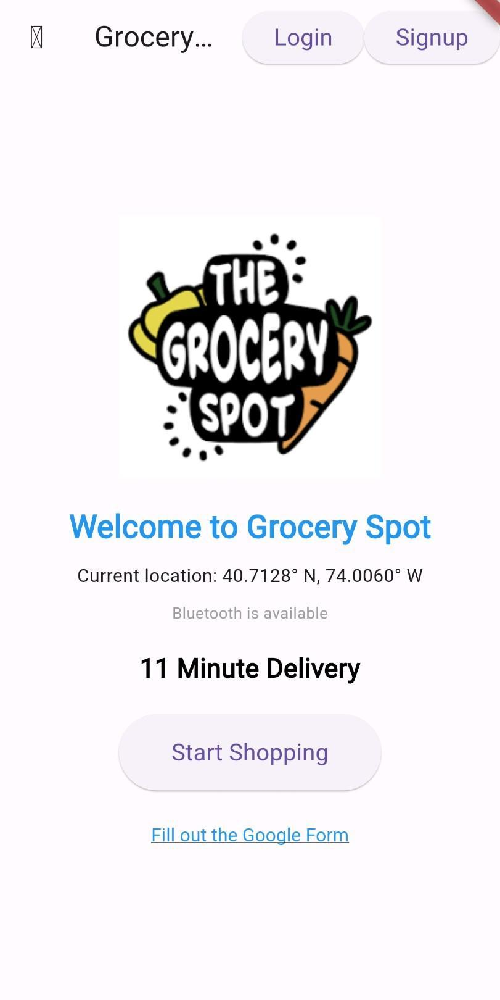 Grocery... Login Signup
THE
GROCERY
SPOT
Welcome to Grocery Spot
Current location: 40.7128° N, 74.0060° W
Bluetooth is available
11 Minute Delivery
Start Shopping
Fill out the Google Form